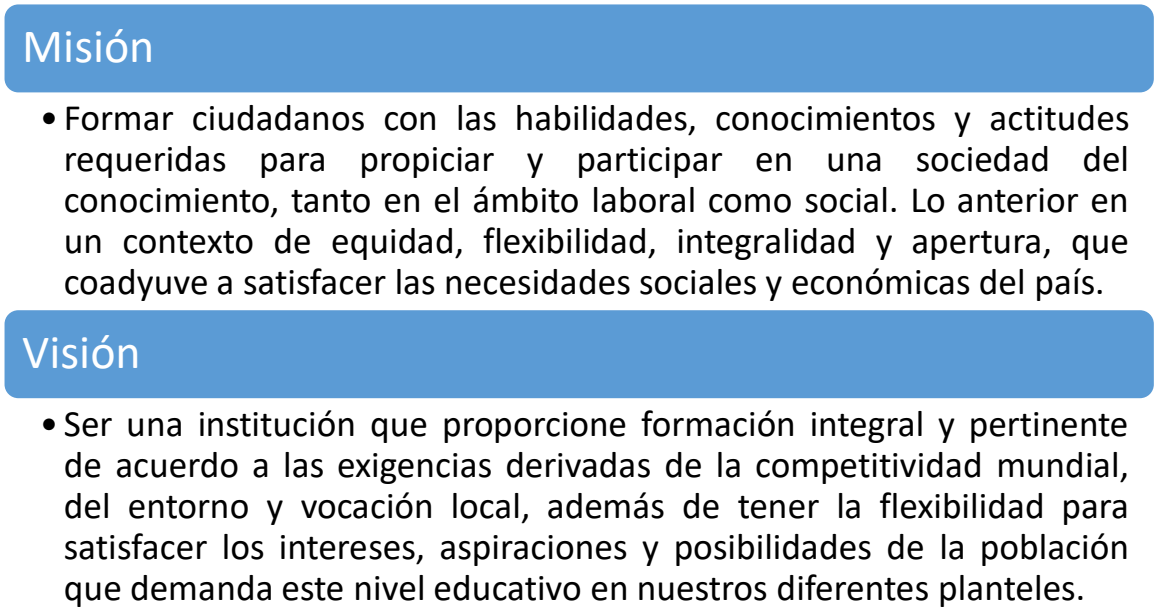 Misión
• Formar ciudadanos con las habilidades, conocimientos y actitudes
requeridas para propiciar y participar en una sociedad del
conocimiento, tanto en el ámbito laboral como social. Lo anterior en
un contexto de equidad, flexibilidad, integralidad y apertura, que
coadyuve a satisfacer las necesidades sociales y económicas del país.
Visión
• Ser una institución que proporcione formación integral y pertinente
de acuerdo a las exigencias derivadas de la competitividad mundial,
del entorno y vocación local, además de tener la flexibilidad para
satisfacer los intereses, aspiraciones y posibilidades de la población
que demanda este nivel educativo en nuestros diferentes planteles.